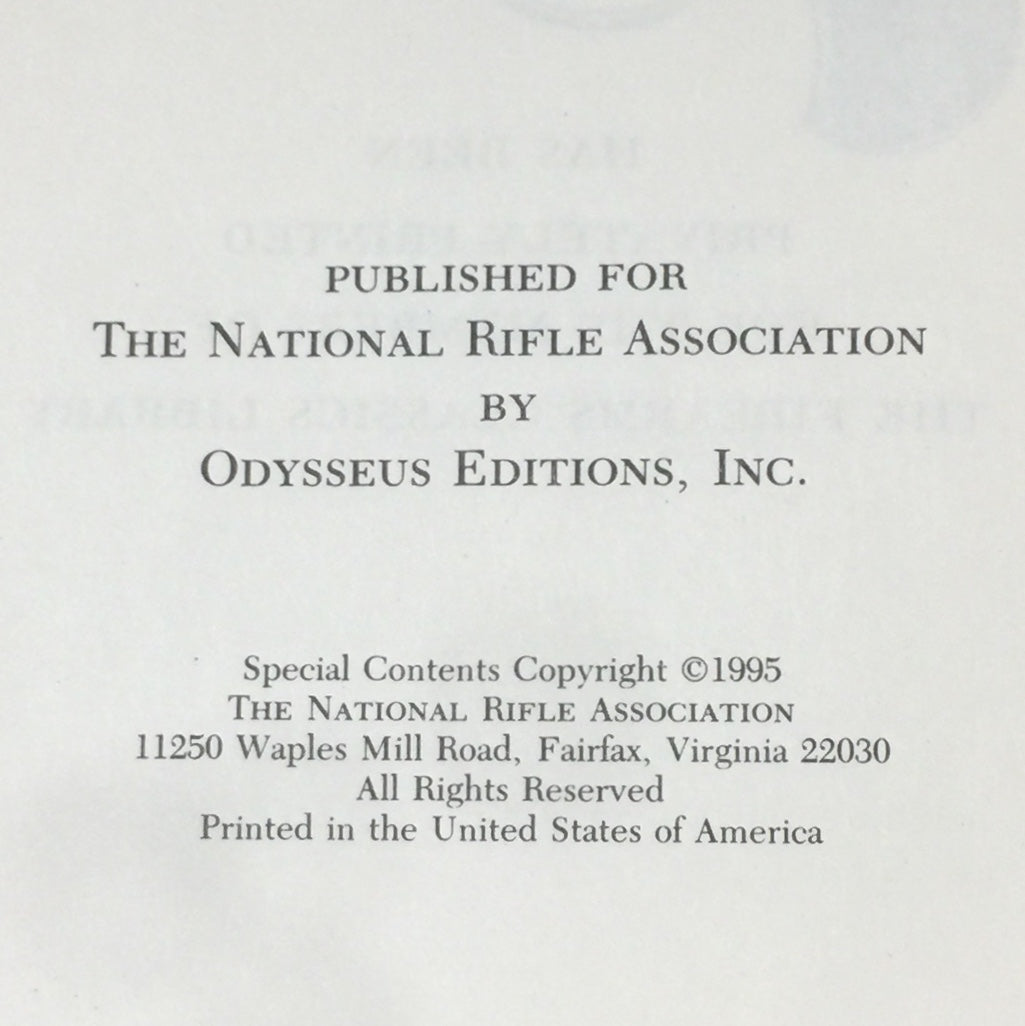 PUBLISHED FOR
THE NATIONAL RIFLE ASSOCIATION
BY
ODYSSEUS EDITIONS, INC.
Special Contents Copyright ©1995
THE NATIONAL RIFLE ASSOCIATION
11250 Waples Mill Road, Fairfax, Virginia 22030
All Rights Reserved
Printed in the United States of America